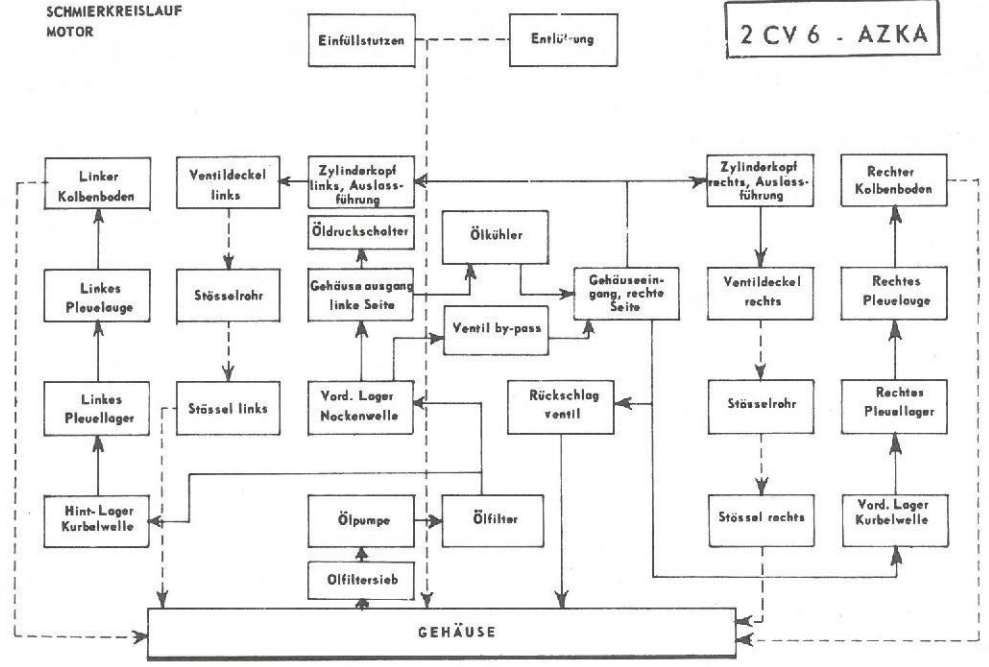 SCHMIERKREISLAUF
MOTOR
Einfüllstutzen
2 CV 6 - AZKA
Linker
Kolbenboden
Ventildeckel
links
Zylinderkopf
links, Auslass-
führung
Zylinderkopf
rechts, Auslass-
führung
Rechter
Kolbenboden
Öldruckschalter
Ölkühler
Linkes
Pleuelauge
Stösselrohr
Gehäuseausgang
linke Seite
Gehäuseein-
gang, rechte
Seite
Ventildeckel
rechts
Rechtes
Pleuelauge
Ventil by-pass
Linkes
Pleuellager
Stössel links
Vord. Lager
Nockenwelle
Rückschlag
ventil
Stösselrohr
Rechtes
Pleuellager
Hint-Lager
Kurbelwelle
Ölpumpe
Ölfilter
Stössel rechts
Vord. Lager
Kurbelwelle
Olfiltersieb
GEHÄUSE